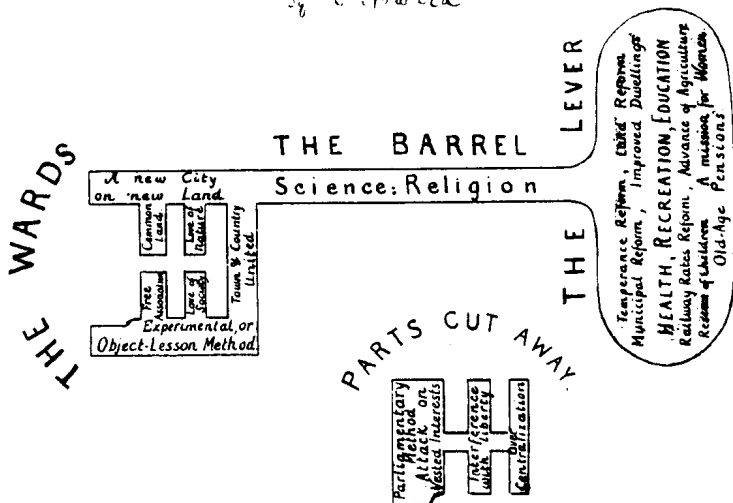 THE WARDS
A new City
on new Land
Common
Land
Love of
Nature
Free
Love of
Society
Town & Country
United
Experimental, or
Object-Lesson Method
THE BARREL
Science: Religion
THE LEVER
Temperance Reform, Land Reform
Municipal Reform, Improved Dwellings
HEALTH, RECREATION, EDUCATION
Railway Rates Reform, Advance of Agriculture
Rescue of Children A mission for Women
Old-Age Pensions
PARTS CUT AWAY.
Parliamentary
Method
Attack on
Vested Interests
Interference
with Liberty
Over
Centralization